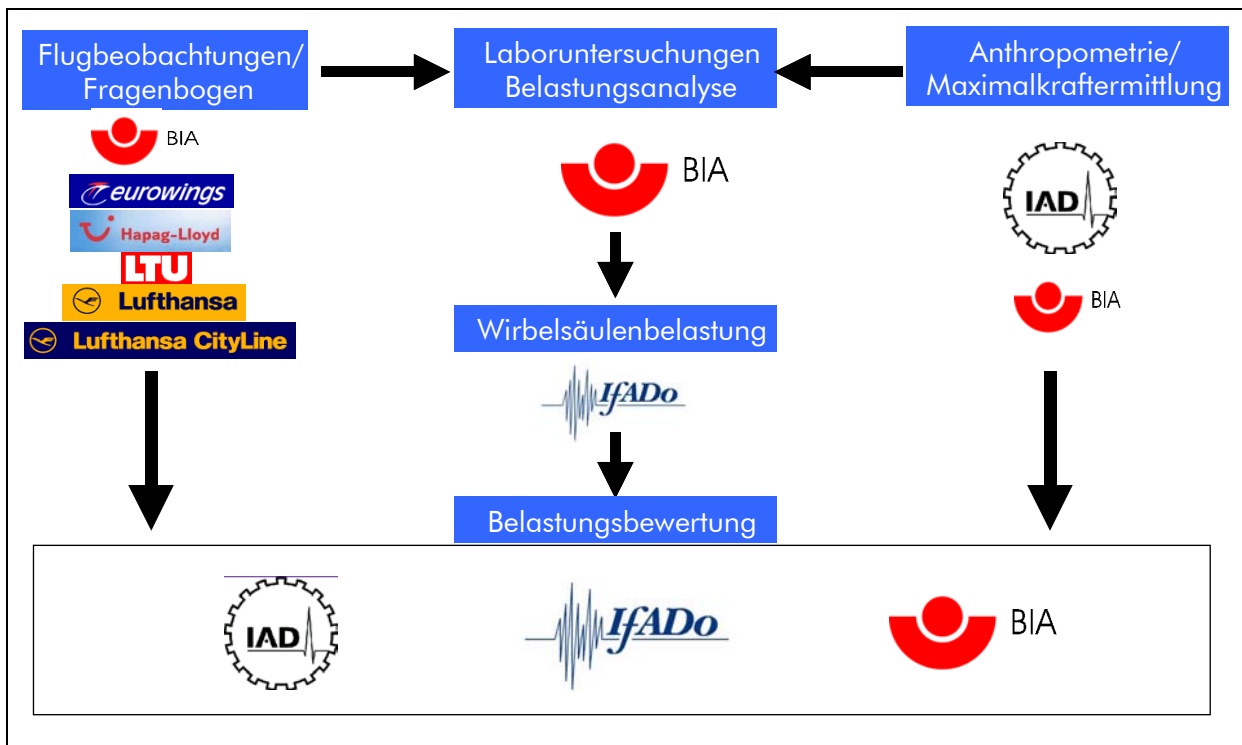 Flugbeobachtungen/
Fragenbogen
BIA
eurowings
Hapag-Lloyd
LTU
Lufthansa
Lufthansa CityLine
Laboruntersuchungen
Belastungsanalyse
BIA
Wirbelsäulenbelastung
IfADo
Anthropometrie/
Maximalkraftermittlung
IAD
BIA
Belastungsbewertung
IAD
IfADo
BIA